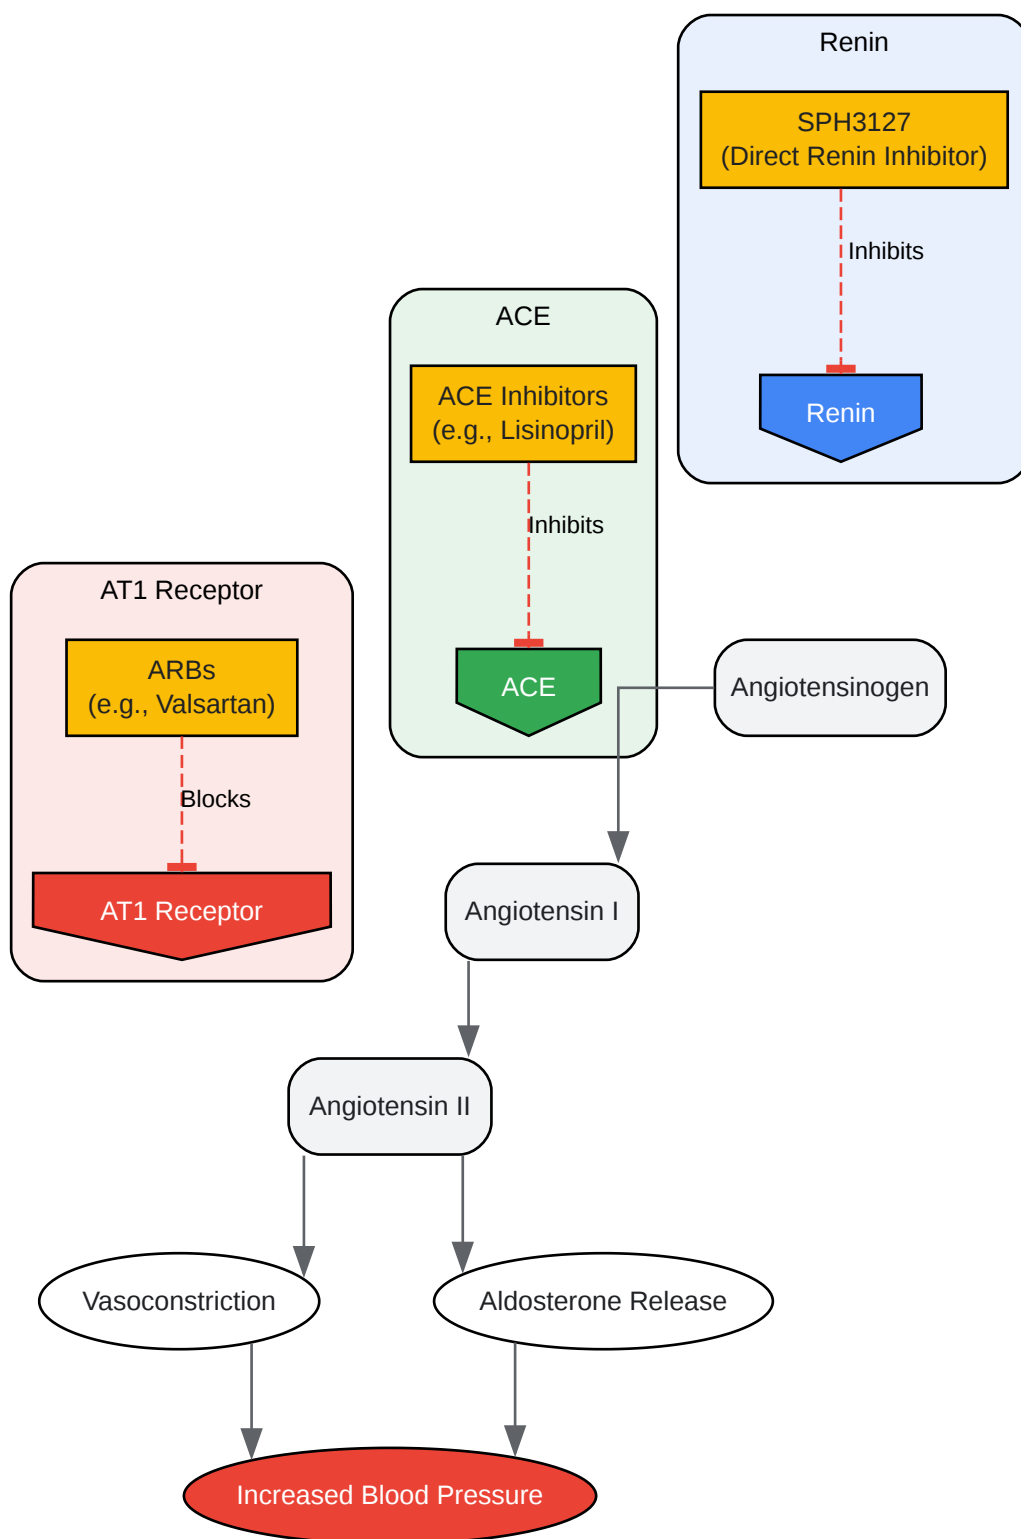 Renin
SPH3127
(Direct Renin Inhibitor)
Inhibits
Renin
ACE
ACE Inhibitors
(e.g., Lisinopril)
Inhibits
ACE
AT1 Receptor
ARBs
(e.g., Valsartan)
Blocks
AT1 Receptor
Angiotensinogen
Angiotensin I
Angiotensin II
Vasoconstriction
Aldosterone Release
Increased Blood Pressure